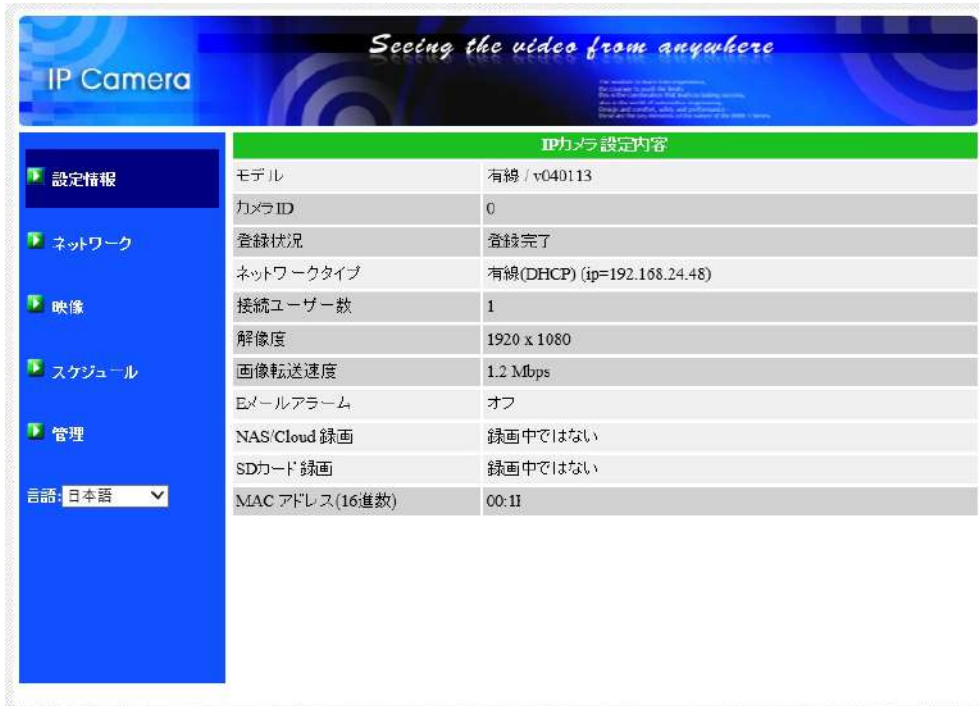 Seeing the video from anywhere
IP Camera
IPカメラ設定内容
設定情報
ネットワーク
映像
スケジュール
管理
言語:日本語
モデル 有線 / v040113
カメラID 0
登録状況 登録完了
ネットワークタイプ 有線(DHCP) (ip=192.168.24.48)
接続ユーザー数 1
解像度 1920 x 1080
画像転送速度 1.2 Mbps
Eメールアラーム オフ
NAS/Cloud 録画 録画中ではない
SDカード録画 録画中ではない
MAC アドレス(16進数) 00:1